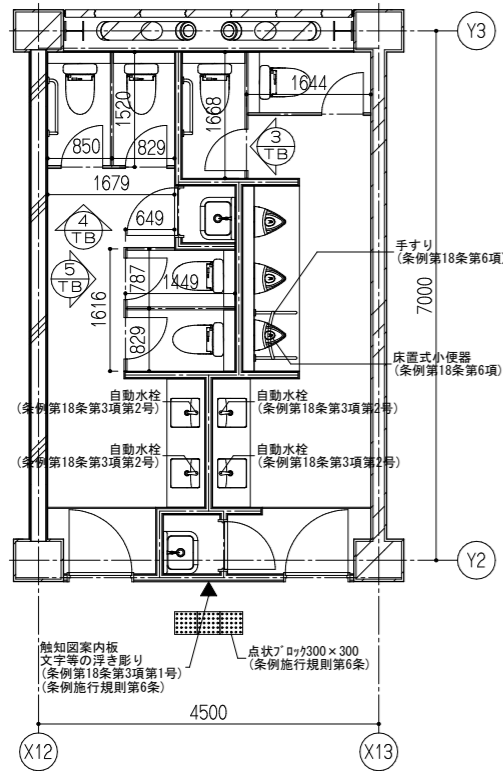 Y3
1644
1520
1668
850
829
3
TB
1679
4
TB
649
手すり
(条例第18条第6項)
5
TB
787
1449
7000
1616
829
床置式小便器
(条例第18条第6項)
自動水栓
(条例第18条第3項第2号)
自動水栓
(条例第18条第3項第2号)
自動水栓
(条例第18条第3項第2号)
自動水栓
(条例第18条第3項第2号)
Y2
触知図案内板
文字等の浮き彫り
(条例第18条第3項第1号)
(条例施行規則第6条)
点状ブロック300×300
(条例施行規則第6条)
4500
X12
X13